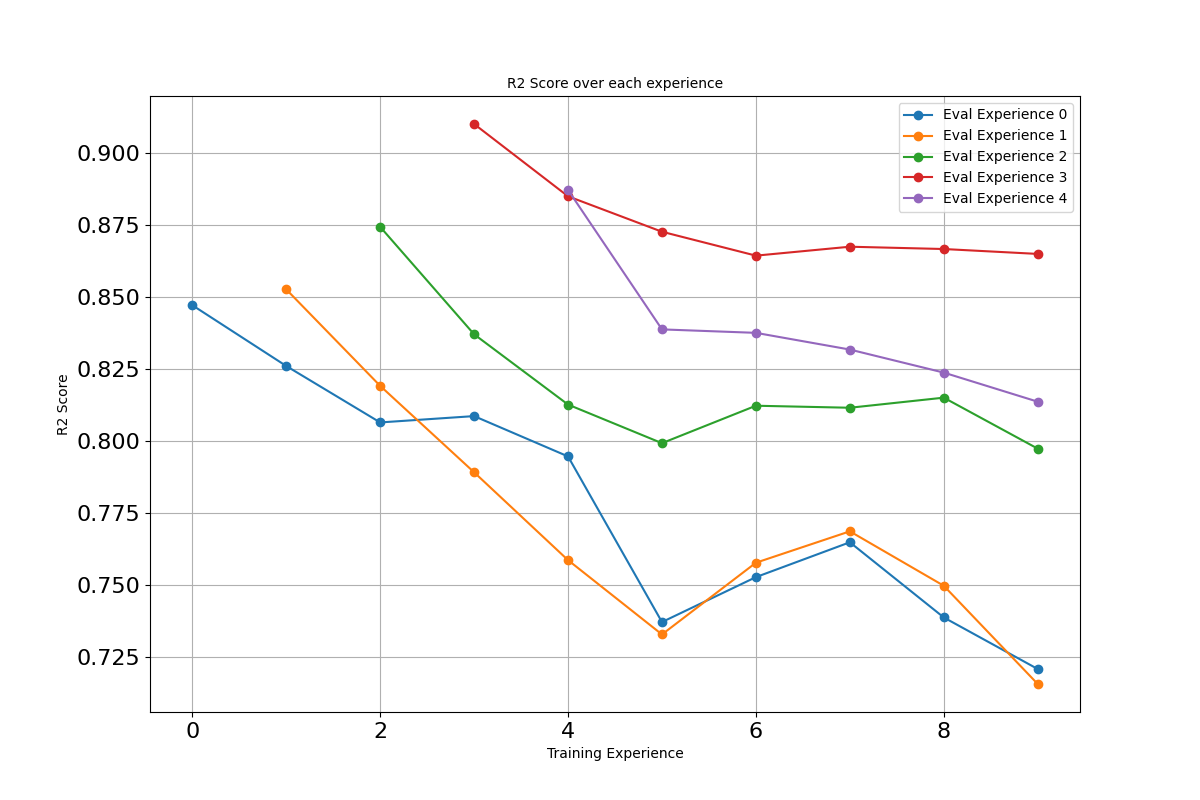 R2 Score over each experience
Eval Experience 0
Eval Experience 1
Eval Experience 2
Eval Experience 3
Eval Experience 4
0.900
0.875
0.850
0.825
0.800
0.775
0.750
0.725
R2 Score
0 2 4 6 8
Training Experience